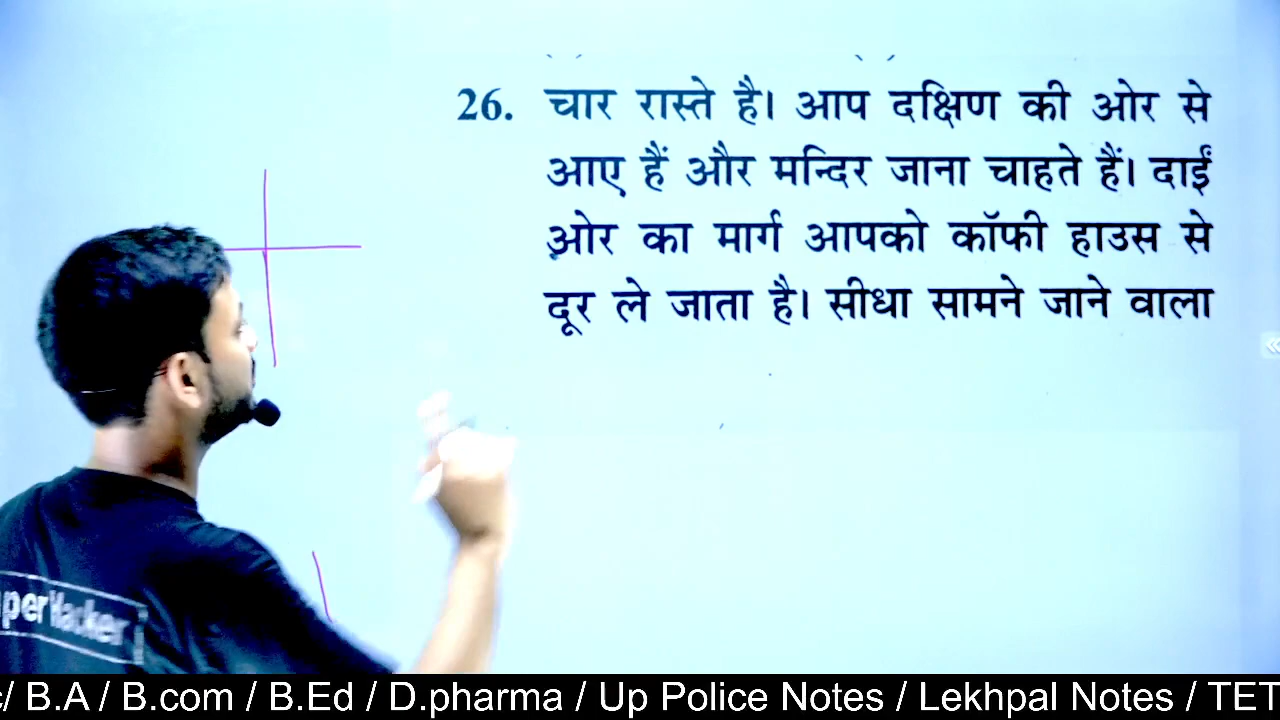 26. चार रास्ते है। आप दक्षिण की ओर से
आए हैं और मन्दिर जाना चाहते हैं। दाईं
ओर का मार्ग आपको कॉफी हाउस से
दूर ले जाता है। सीधा सामने जाने वाला
perHacker
/ B.A / B.com / B.Ed / D.pharma / Up Police Notes / Lekhpal Notes / TET